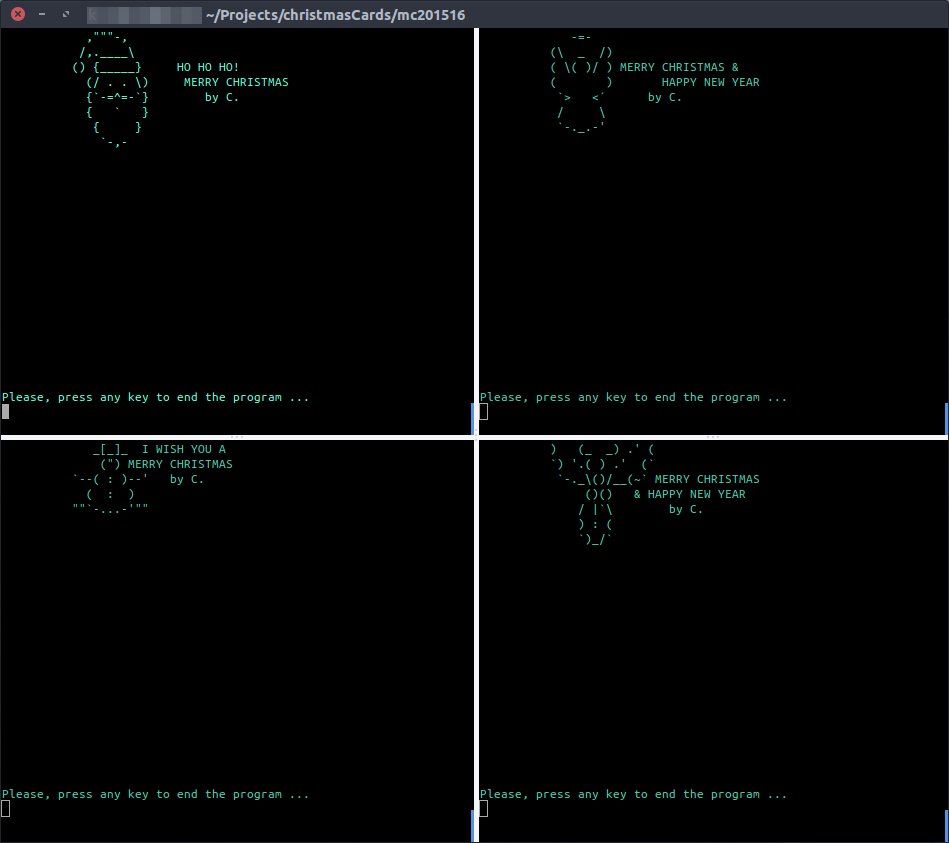 ~/Projects/christmasCards/mc201516
      ,"""-,
     /,.____\
    () {_____}     HO HO HO!
      (/ . . \)     MERRY CHRISTMAS
      {`-=^=-`}        by C.
      {   `   }
       {     }
        `-,-
Please, press any key to end the program ...
       -=-
    (\  _  /)
    ( \( )/ ) MERRY CHRISTMAS &
    (       )       HAPPY NEW YEAR
     `>   <´      by C.
     /     \
     `-._.-'
Please, press any key to end the program ...
       _[_]_  I WISH YOU A
        (") MERRY CHRISTMAS
    `--( : )--'   by C.
      (  :  )
    ""`-...-'""
Please, press any key to end the program ...
    )   (_  _) .' (
    `) '.( ) .'  (`
     `-._\()/__(~` MERRY CHRISTMAS
         ()()   & HAPPY NEW YEAR
        / |`\        by C.
        ) : (
        `)_/`
Please, press any key to end the program ...